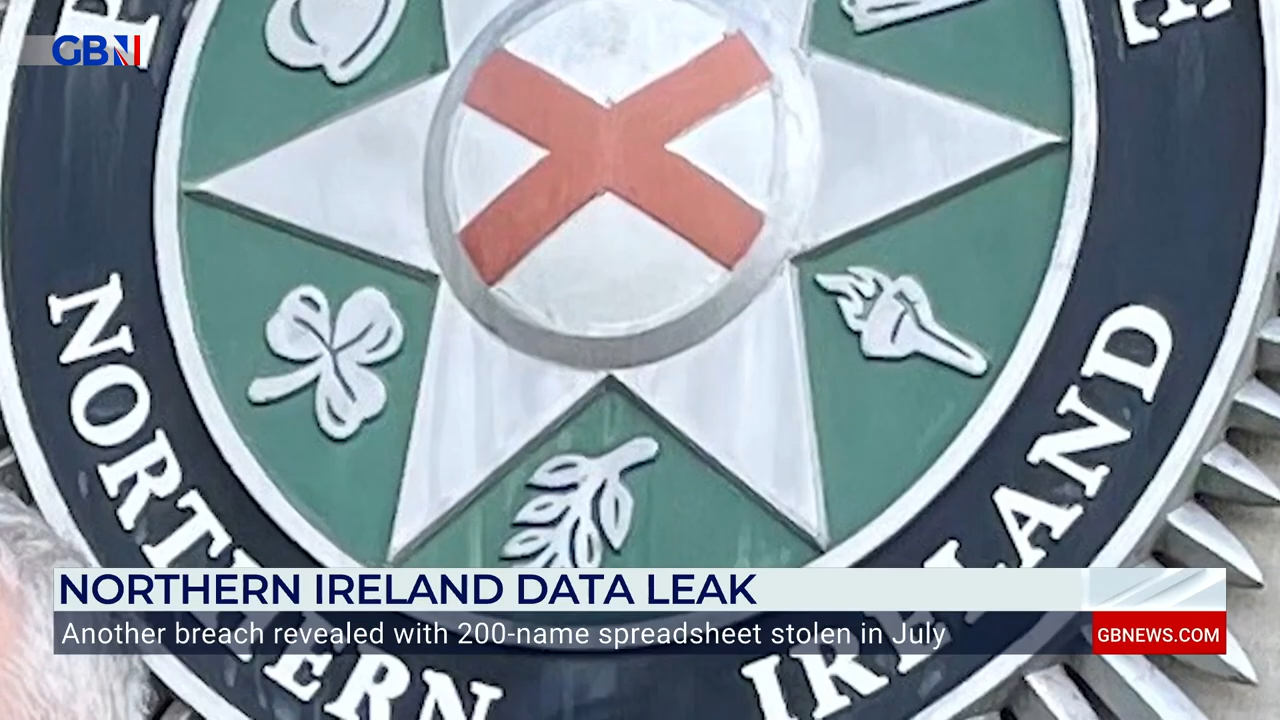 GBN
NORTHERN IRELAND
NORTHERN IRELAND DATA LEAK
Another breach revealed with 200-name spreadsheet stolen in July
GBNEWS.COM